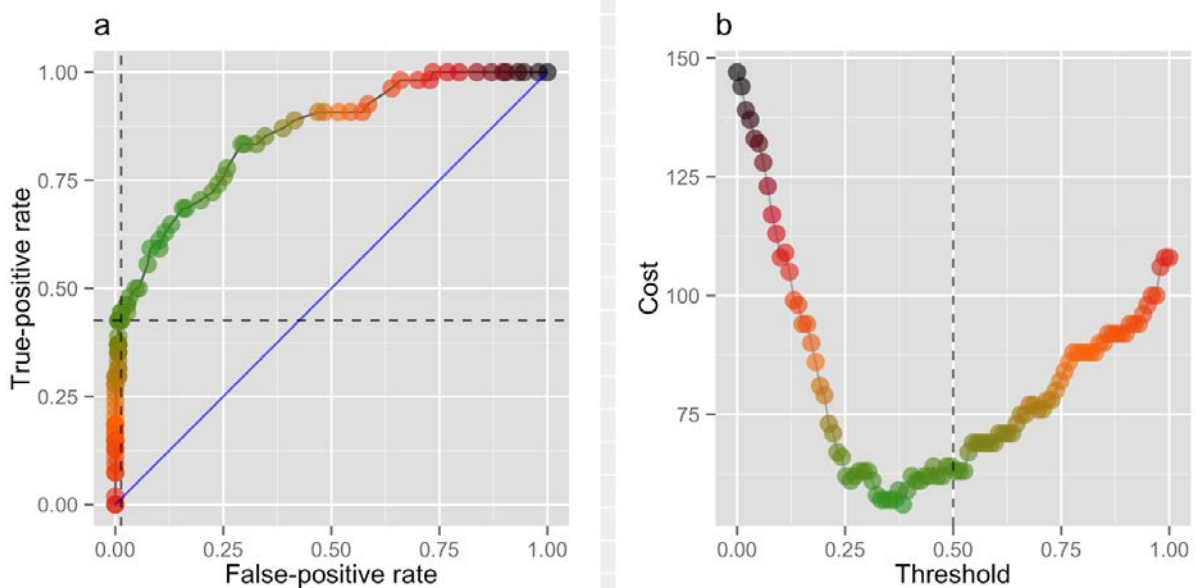 a
1.00
0.75
0.50
0.25
0.00
True-positive rate
0.00 0.25 0.50 0.75 1.00
False-positive rate
b
150
125
100
75
Cost
0.00 0.25 0.50 0.75 1.00
Threshold